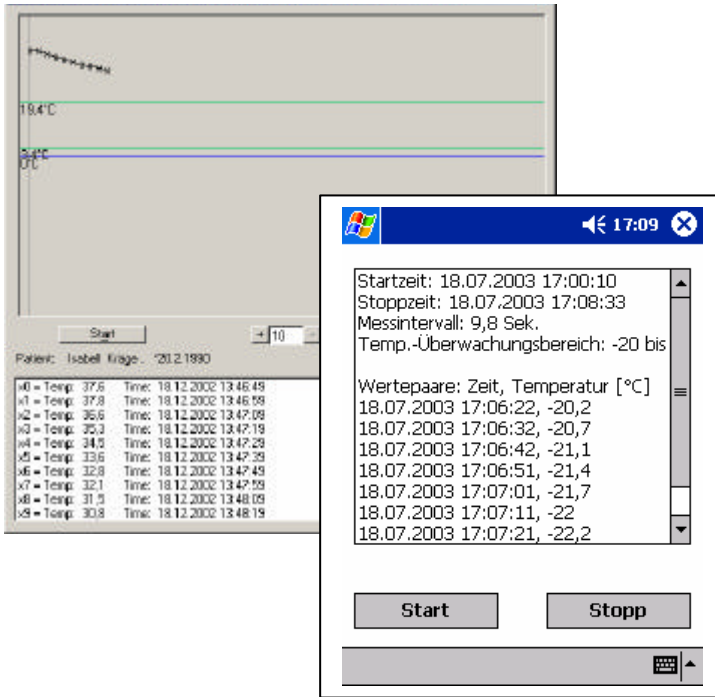 19.4°C
0°C
Start
+ 10 -
Patient: Isabell Krage . *20.2.1990
x0 = Temp: 37,6 Time: 18.12.2002 13:46:49
x1 = Temp: 37,8 Time: 18.12.2002 13:46:59
x2 = Temp: 36,6 Time: 18.12.2002 13:47:09
x3 = Temp: 35,3 Time: 18.12.2002 13:47:19
x4 = Temp: 34,5 Time: 18.12.2002 13:47:29
x5 = Temp: 33,6 Time: 18.12.2002 13:47:39
x6 = Temp: 32,8 Time: 18.12.2002 13:47:49
x7 = Temp: 32,1 Time: 18.12.2002 13:47:59
x8 = Temp: 31,5 Time: 18.12.2002 13:48:09
x9 = Temp: 30,8 Time: 18.12.2002 13:48:19
17:09
Startzeit: 18.07.2003 17:00:10
Stoppzeit: 18.07.2003 17:08:33
Messintervall: 9,8 Sek.
Temp.-Überwachungsbereich: -20 bis
Wertepaare: Zeit, Temperatur [°C]
18.07.2003 17:06:22, -20,2
18.07.2003 17:06:32, -20,7
18.07.2003 17:06:42, -21,1
18.07.2003 17:06:51, -21,4
18.07.2003 17:07:01, -21,7
18.07.2003 17:07:11, -22
18.07.2003 17:07:21, -22,2
Start Stopp